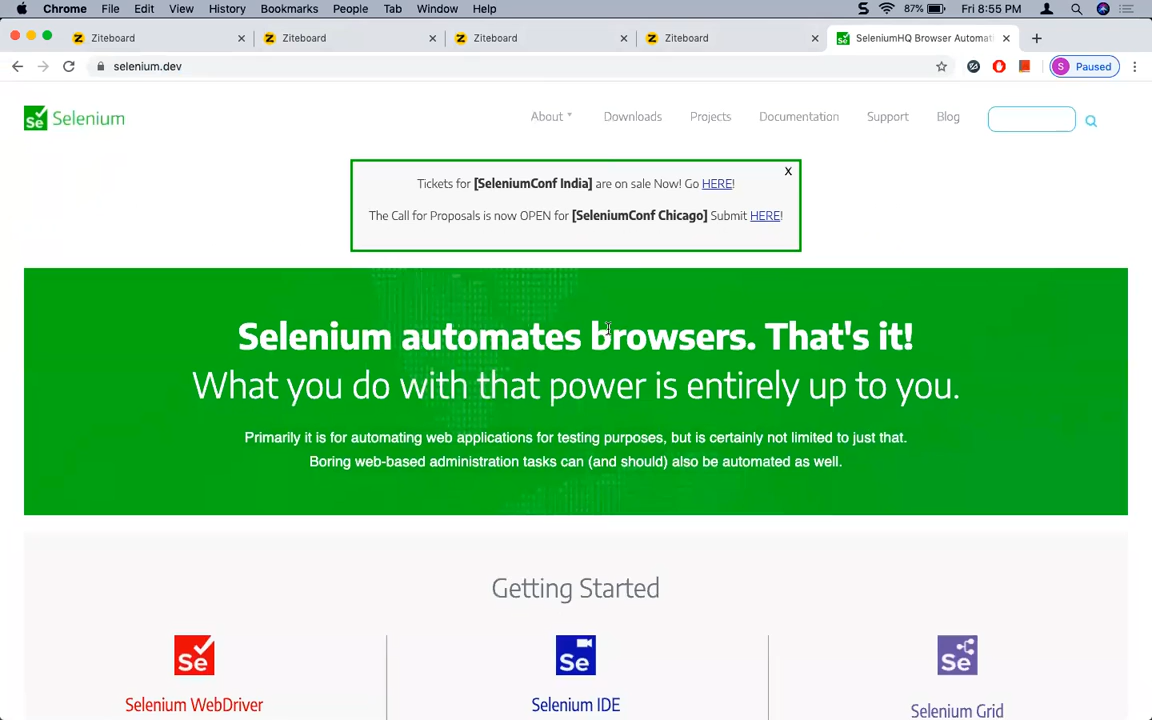 Chrome File Edit View History Bookmarks People Tab Window Help 87% Fri 8:55 PM
Ziteboard Ziteboard Ziteboard Ziteboard SeleniumHQ Browser Automat
selenium.dev S Paused
Se Selenium About Downloads Projects Documentation Support Blog
X
Tickets for [SeleniumConf India] are on sale Now! Go HERE!
The Call for Proposals is now OPEN for [SeleniumConf Chicago] Submit HERE!
Selenium automates browsers. That's it!
What you do with that power is entirely up to you.
Primarily it is for automating web applications for testing purposes, but is certainly not limited to just that.
Boring web-based administration tasks can (and should) also be automated as well.
Getting Started
Se Se Se
Selenium WebDriver Selenium IDE Selenium Grid